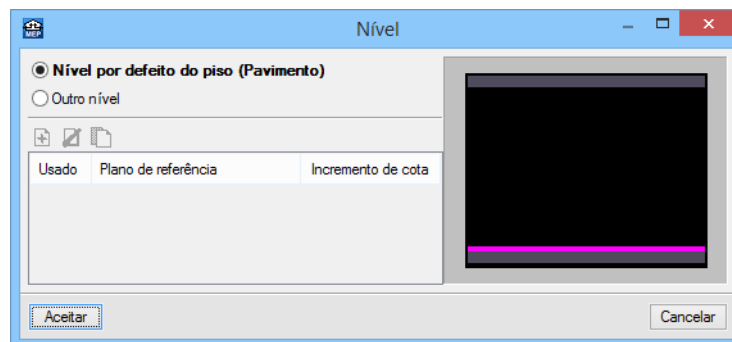 MEP
Nível
Nível por defeito do piso (Pavimento)
Outro nível
Usado Plano de referência Incremento de cota
Aceitar Cancelar